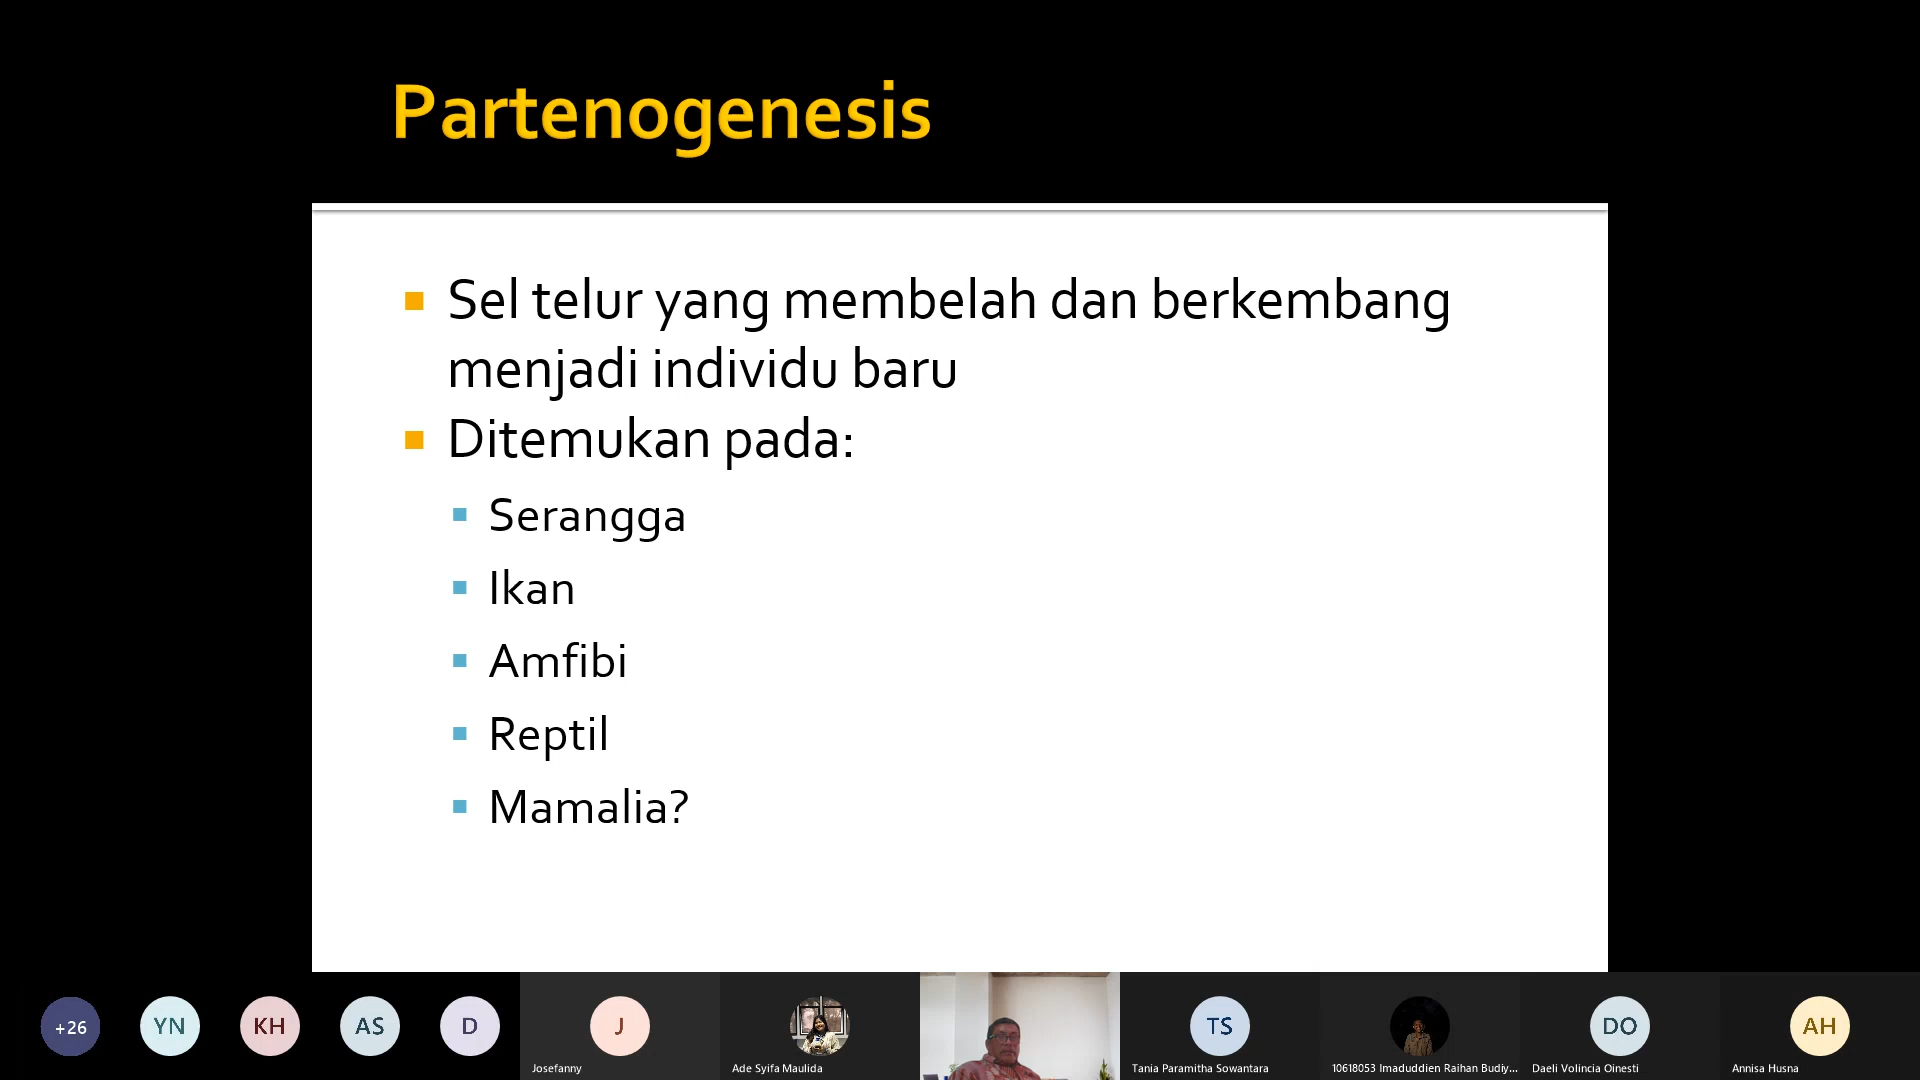 Partenogenesis
Sel telur yang membelah dan berkembang
menjadi individu baru
Ditemukan pada:
Serangga
Ikan
Amfibi
Reptil
Mamalia?
+26
YN
KH
AS
D
J
TS
DO
AH
Josefanny
Ade Syifa Maulida
Tania Paramitha Sowantara
10618053 Imaduddien Raihan Budiy...
Daeli Volincia Oinesti
Annisa Husna